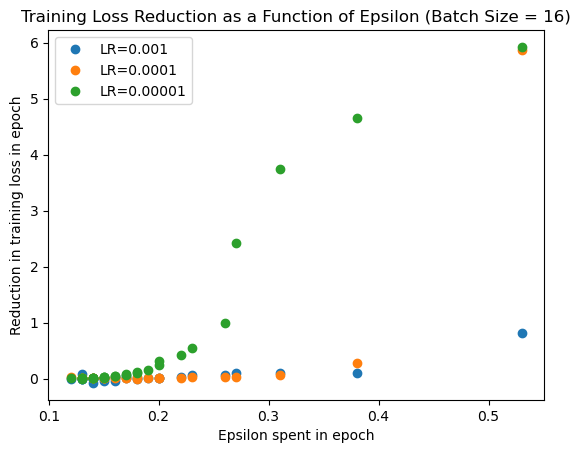 Training Loss Reduction as a Function of Epsilon (Batch Size = 16)
LR=0.001
LR=0.0001
LR=0.00001
Reduction in training loss in epoch
6
5
4
3
2
1
0
0.1 0.2 0.3 0.4 0.5
Epsilon spent in epoch